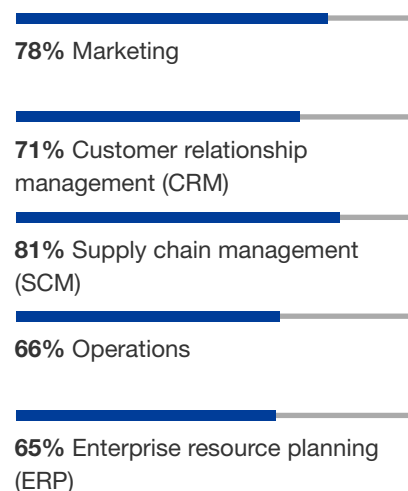 78% Marketing
71% Customer relationship
management (CRM)
81% Supply chain management
(SCM)
66% Operations
65% Enterprise resource planning
(ERP)